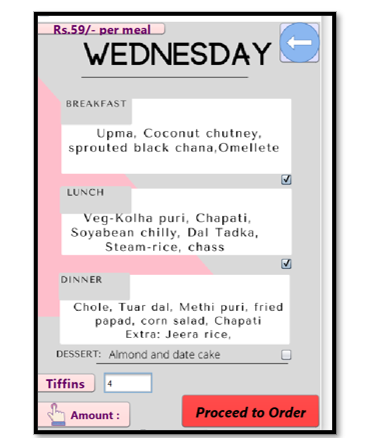 Rs.59/- per meal
WEDNESDAY
BREAKFAST
Upma, Coconut chutney,
sprouted black chana,Omellete
LUNCH
Veg-Kolha puri, Chapati,
Soyabean chilly, Dal Tadka,
Steam-rice, chass
DINNER
Chole, Tuar dal, Methi puri, fried
papad, corn salad, Chapati
Extra: Jeera rice,
DESSERT: Almond and date cake
Tiffins 4
Amount :
Proceed to Order